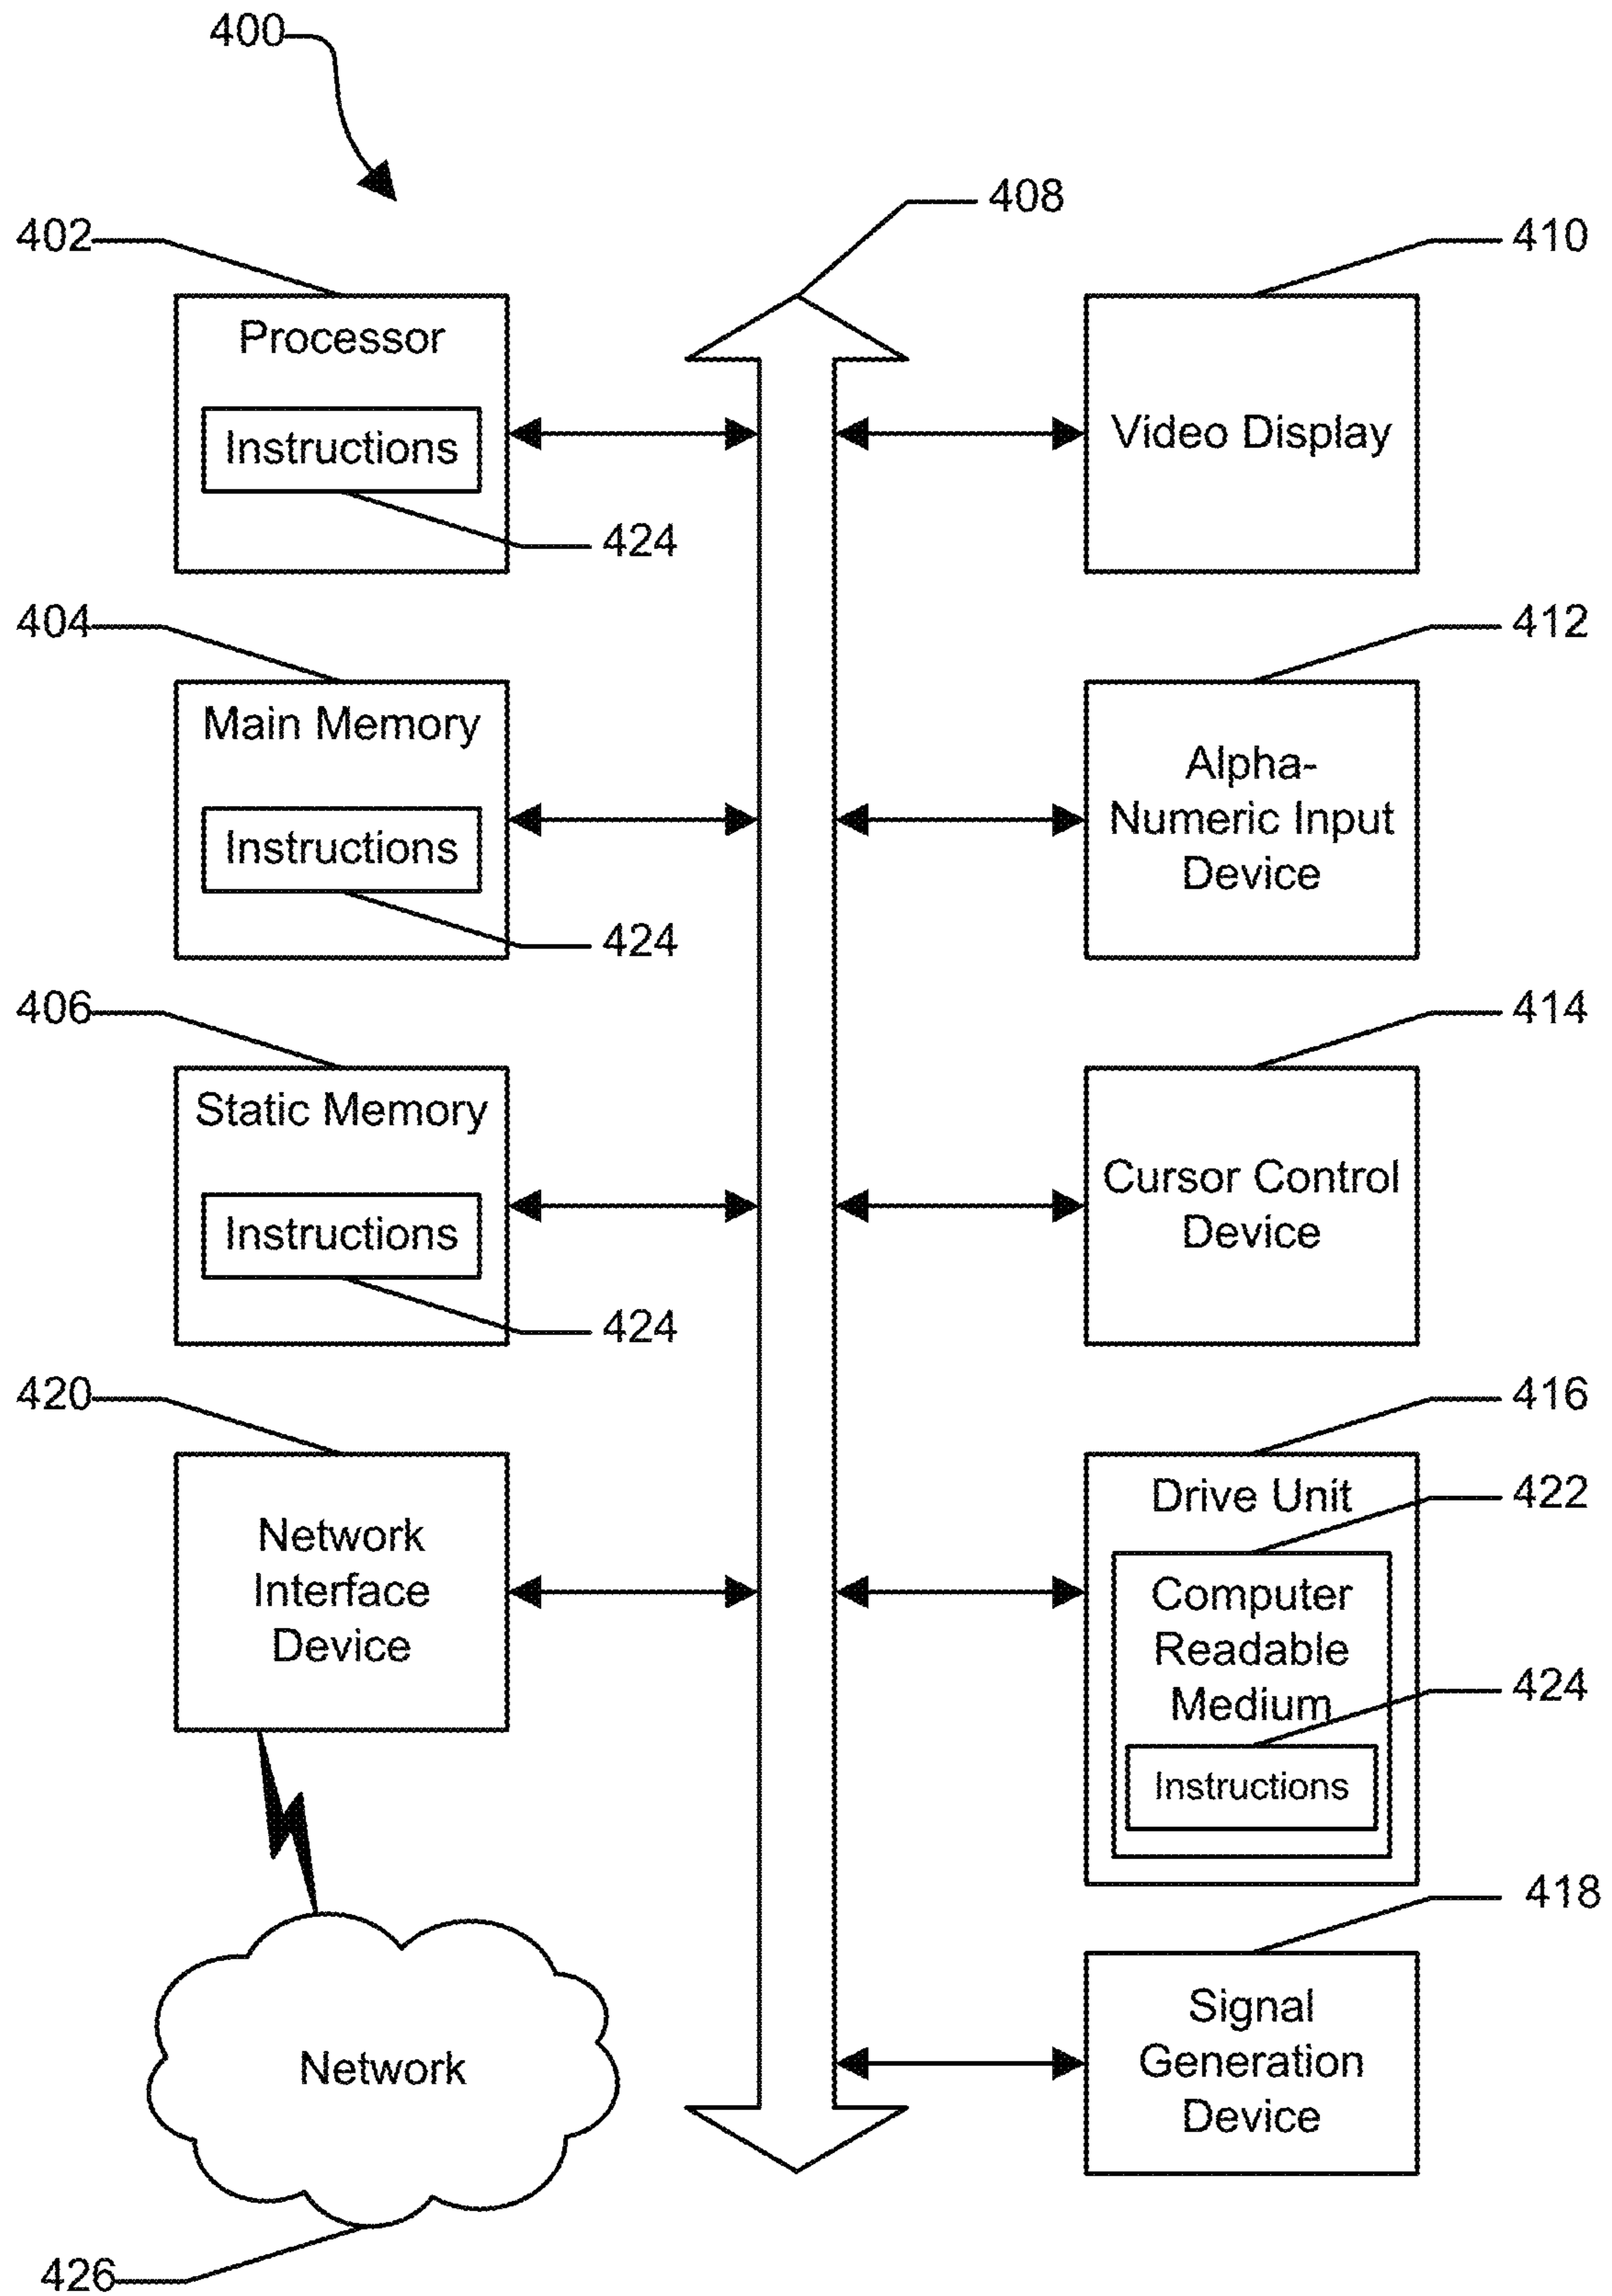 400
408
402
410
Processor
Instructions
424
Video Display
404
412
Main Memory
Instructions
424
Alpha-
Numeric Input
Device
406
414
Static Memory
Instructions
424
Cursor Control
Device
420
416
Network
Interface
Device
Drive Unit
422
Computer
Readable
Medium
424
Instructions
418
Signal
Generation
Device
Network
426